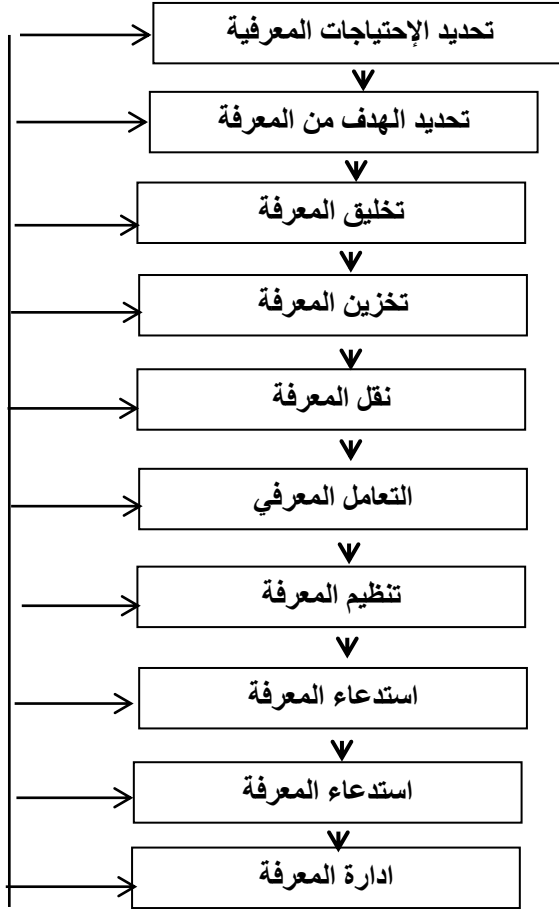 تحديد الإحتياجات المعرفية
تحديد الهدف من المعرفة
تخليق المعرفة
تخزين المعرفة
نقل المعرفة
التعامل المعرفي
تنظيم المعرفة
استدعاء المعرفة
استدعاء المعرفة
ادارة المعرفة